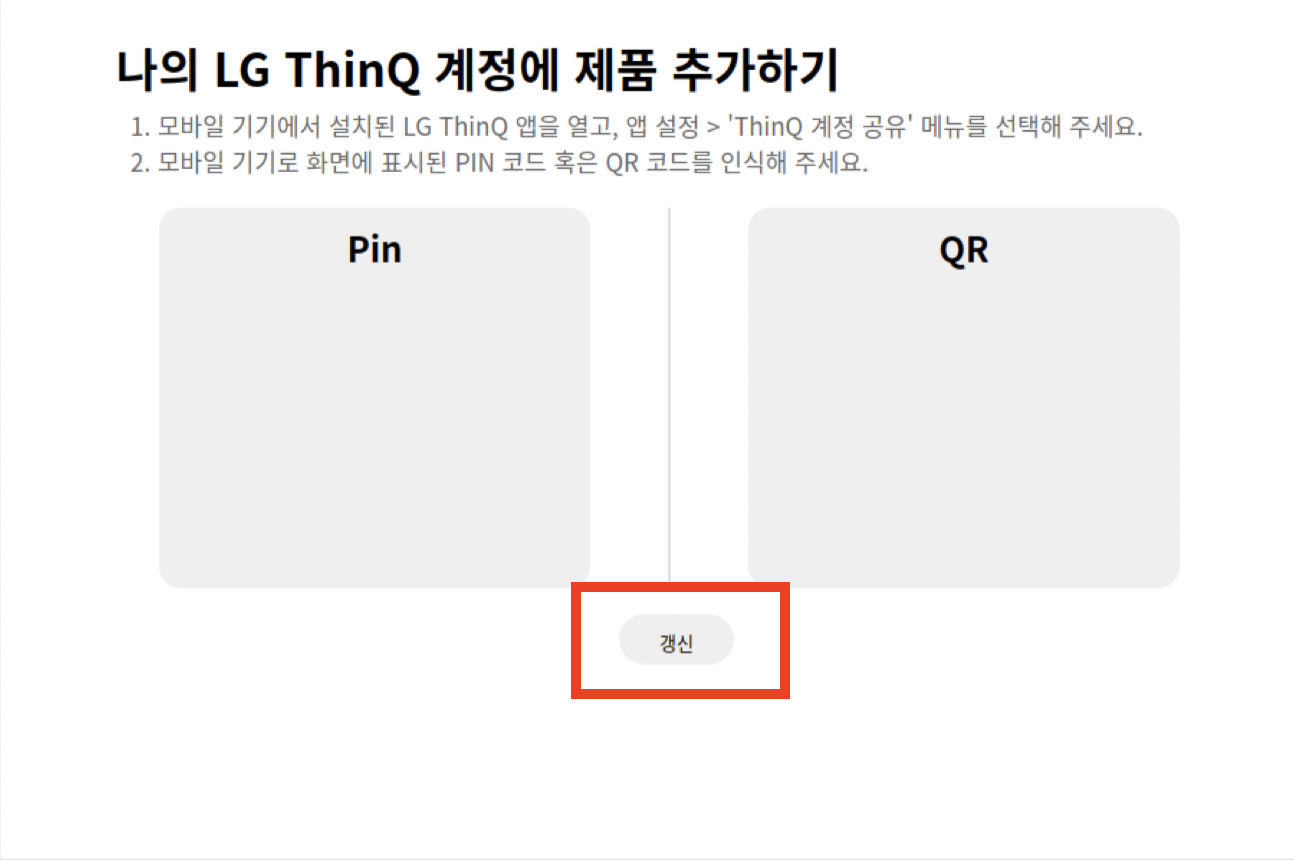 나의 LG ThinQ 계정에 제품 추가하기
1. 모바일 기기에서 설치된 LG ThinQ 앱을 열고, 앱 설정 > 'ThinQ 계정 공유' 메뉴를 선택해 주세요.
2. 모바일 기기로 화면에 표시된 PIN 코드 혹은 QR 코드를 인식해 주세요.
Pin
QR
갱신